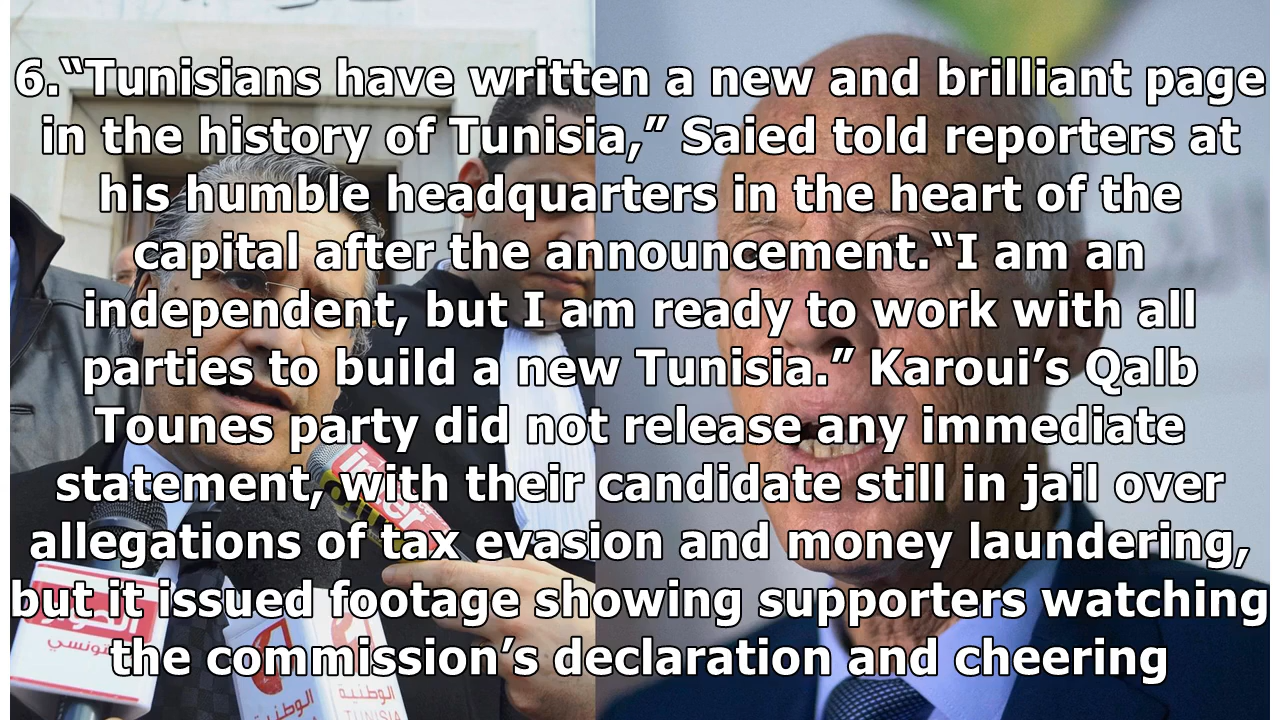 6.“Tunisians have written a new and brilliant page
in the history of Tunisia,” Saied told reporters at
his humble headquarters in the heart of the
capital after the announcement.“I am an
independent, but I am ready to work with all
parties to build a new Tunisia.” Karoui’s Qalb
Tounes party did not release any immediate
statement, with their candidate still in jail over
allegations of tax evasion and money laundering,
but it issued footage showing supporters watching
the commission’s declaration and cheering
الوطنية
الوطنية
TUNISIA